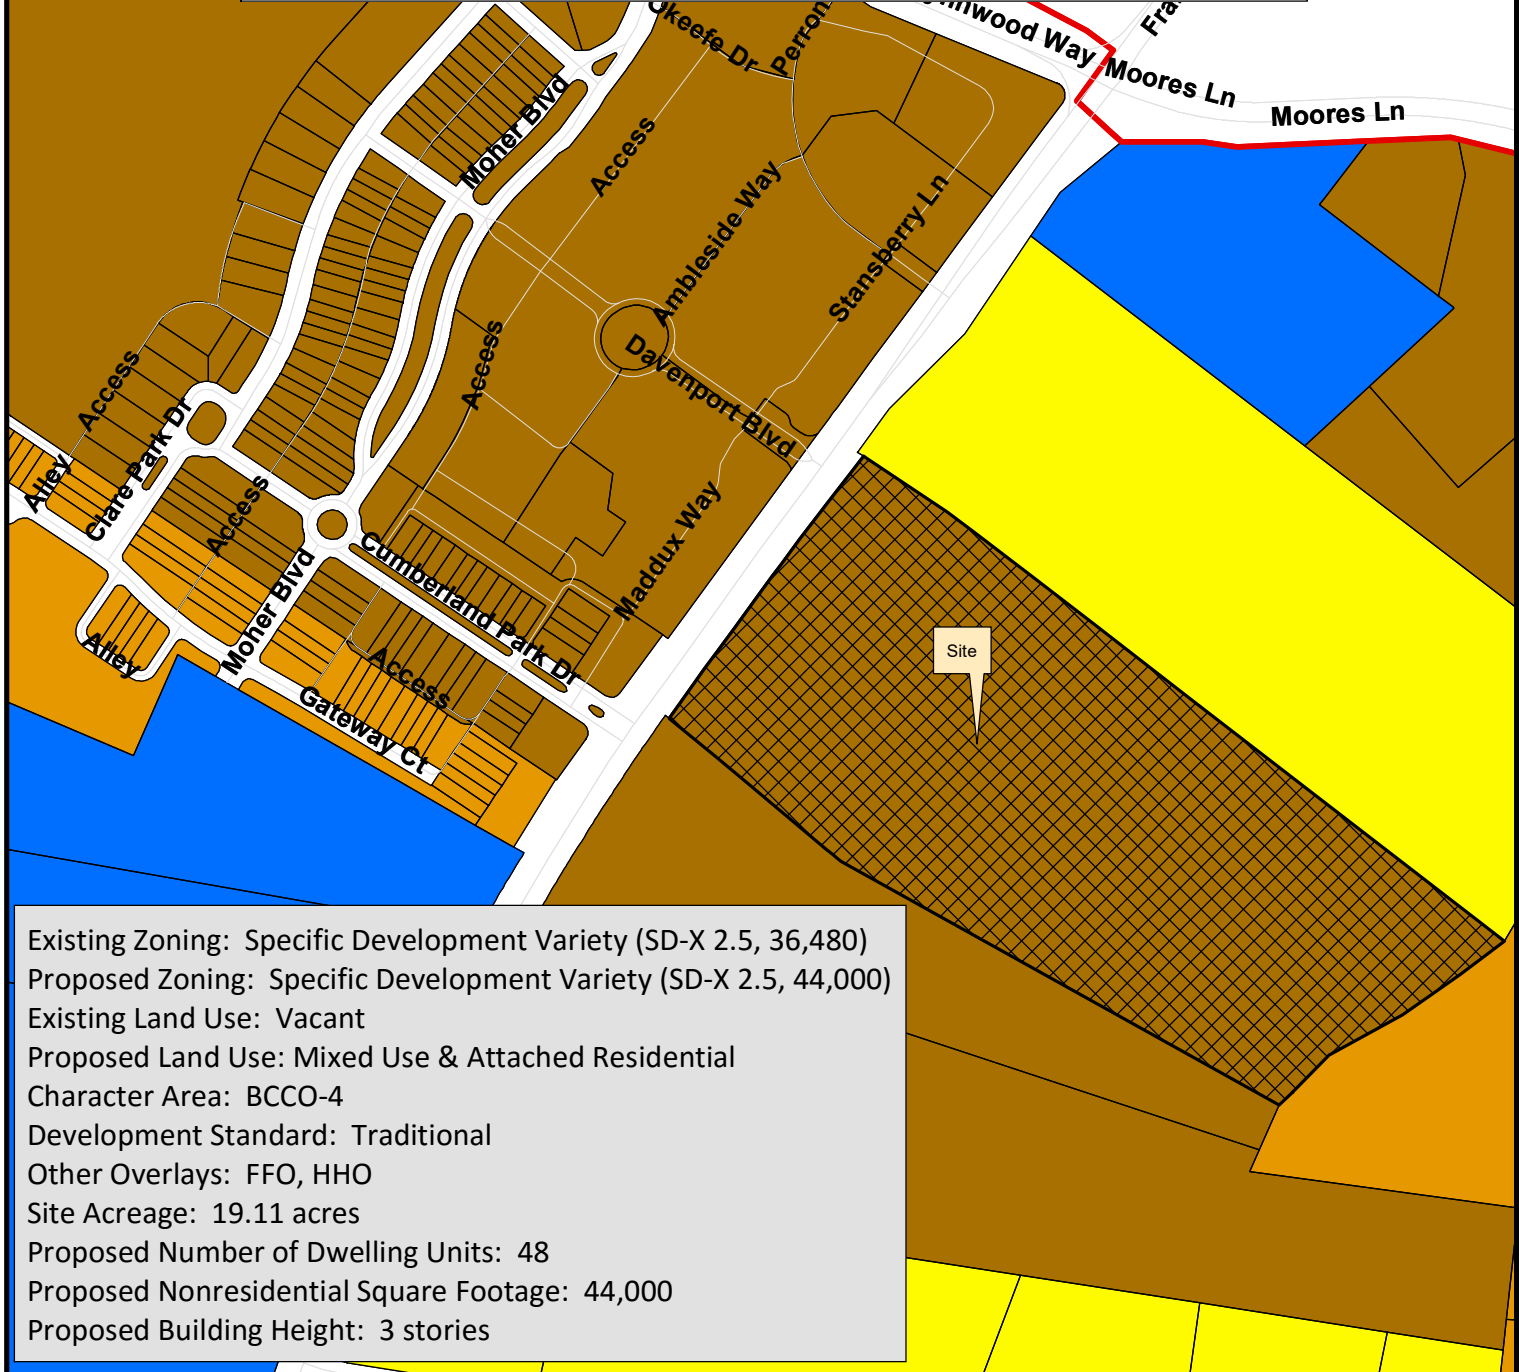 Okeefe Dr
Perron
nwood Way
Fra
Moores Ln
Moores Ln
Moher Blvd
Access
Ambleside Way
Stansberry Ln
Access
Davenport Blvd
Access
Clare Park Dr
Alley
Access
Maddux Way
Cumberland Park Dr
Moher Blvd
Alley
Access
Gateway Ct
Site
Existing Zoning: Specific Development Variety (SD-X 2.5, 36,480)
Proposed Zoning: Specific Development Variety (SD-X 2.5, 44,000)
Existing Land Use: Vacant
Proposed Land Use: Mixed Use & Attached Residential
Character Area: BCCO-4
Development Standard: Traditional
Other Overlays: FFO, HHO
Site Acreage: 19.11 acres
Proposed Number of Dwelling Units: 48
Proposed Nonresidential Square Footage: 44,000
Proposed Building Height: 3 stories